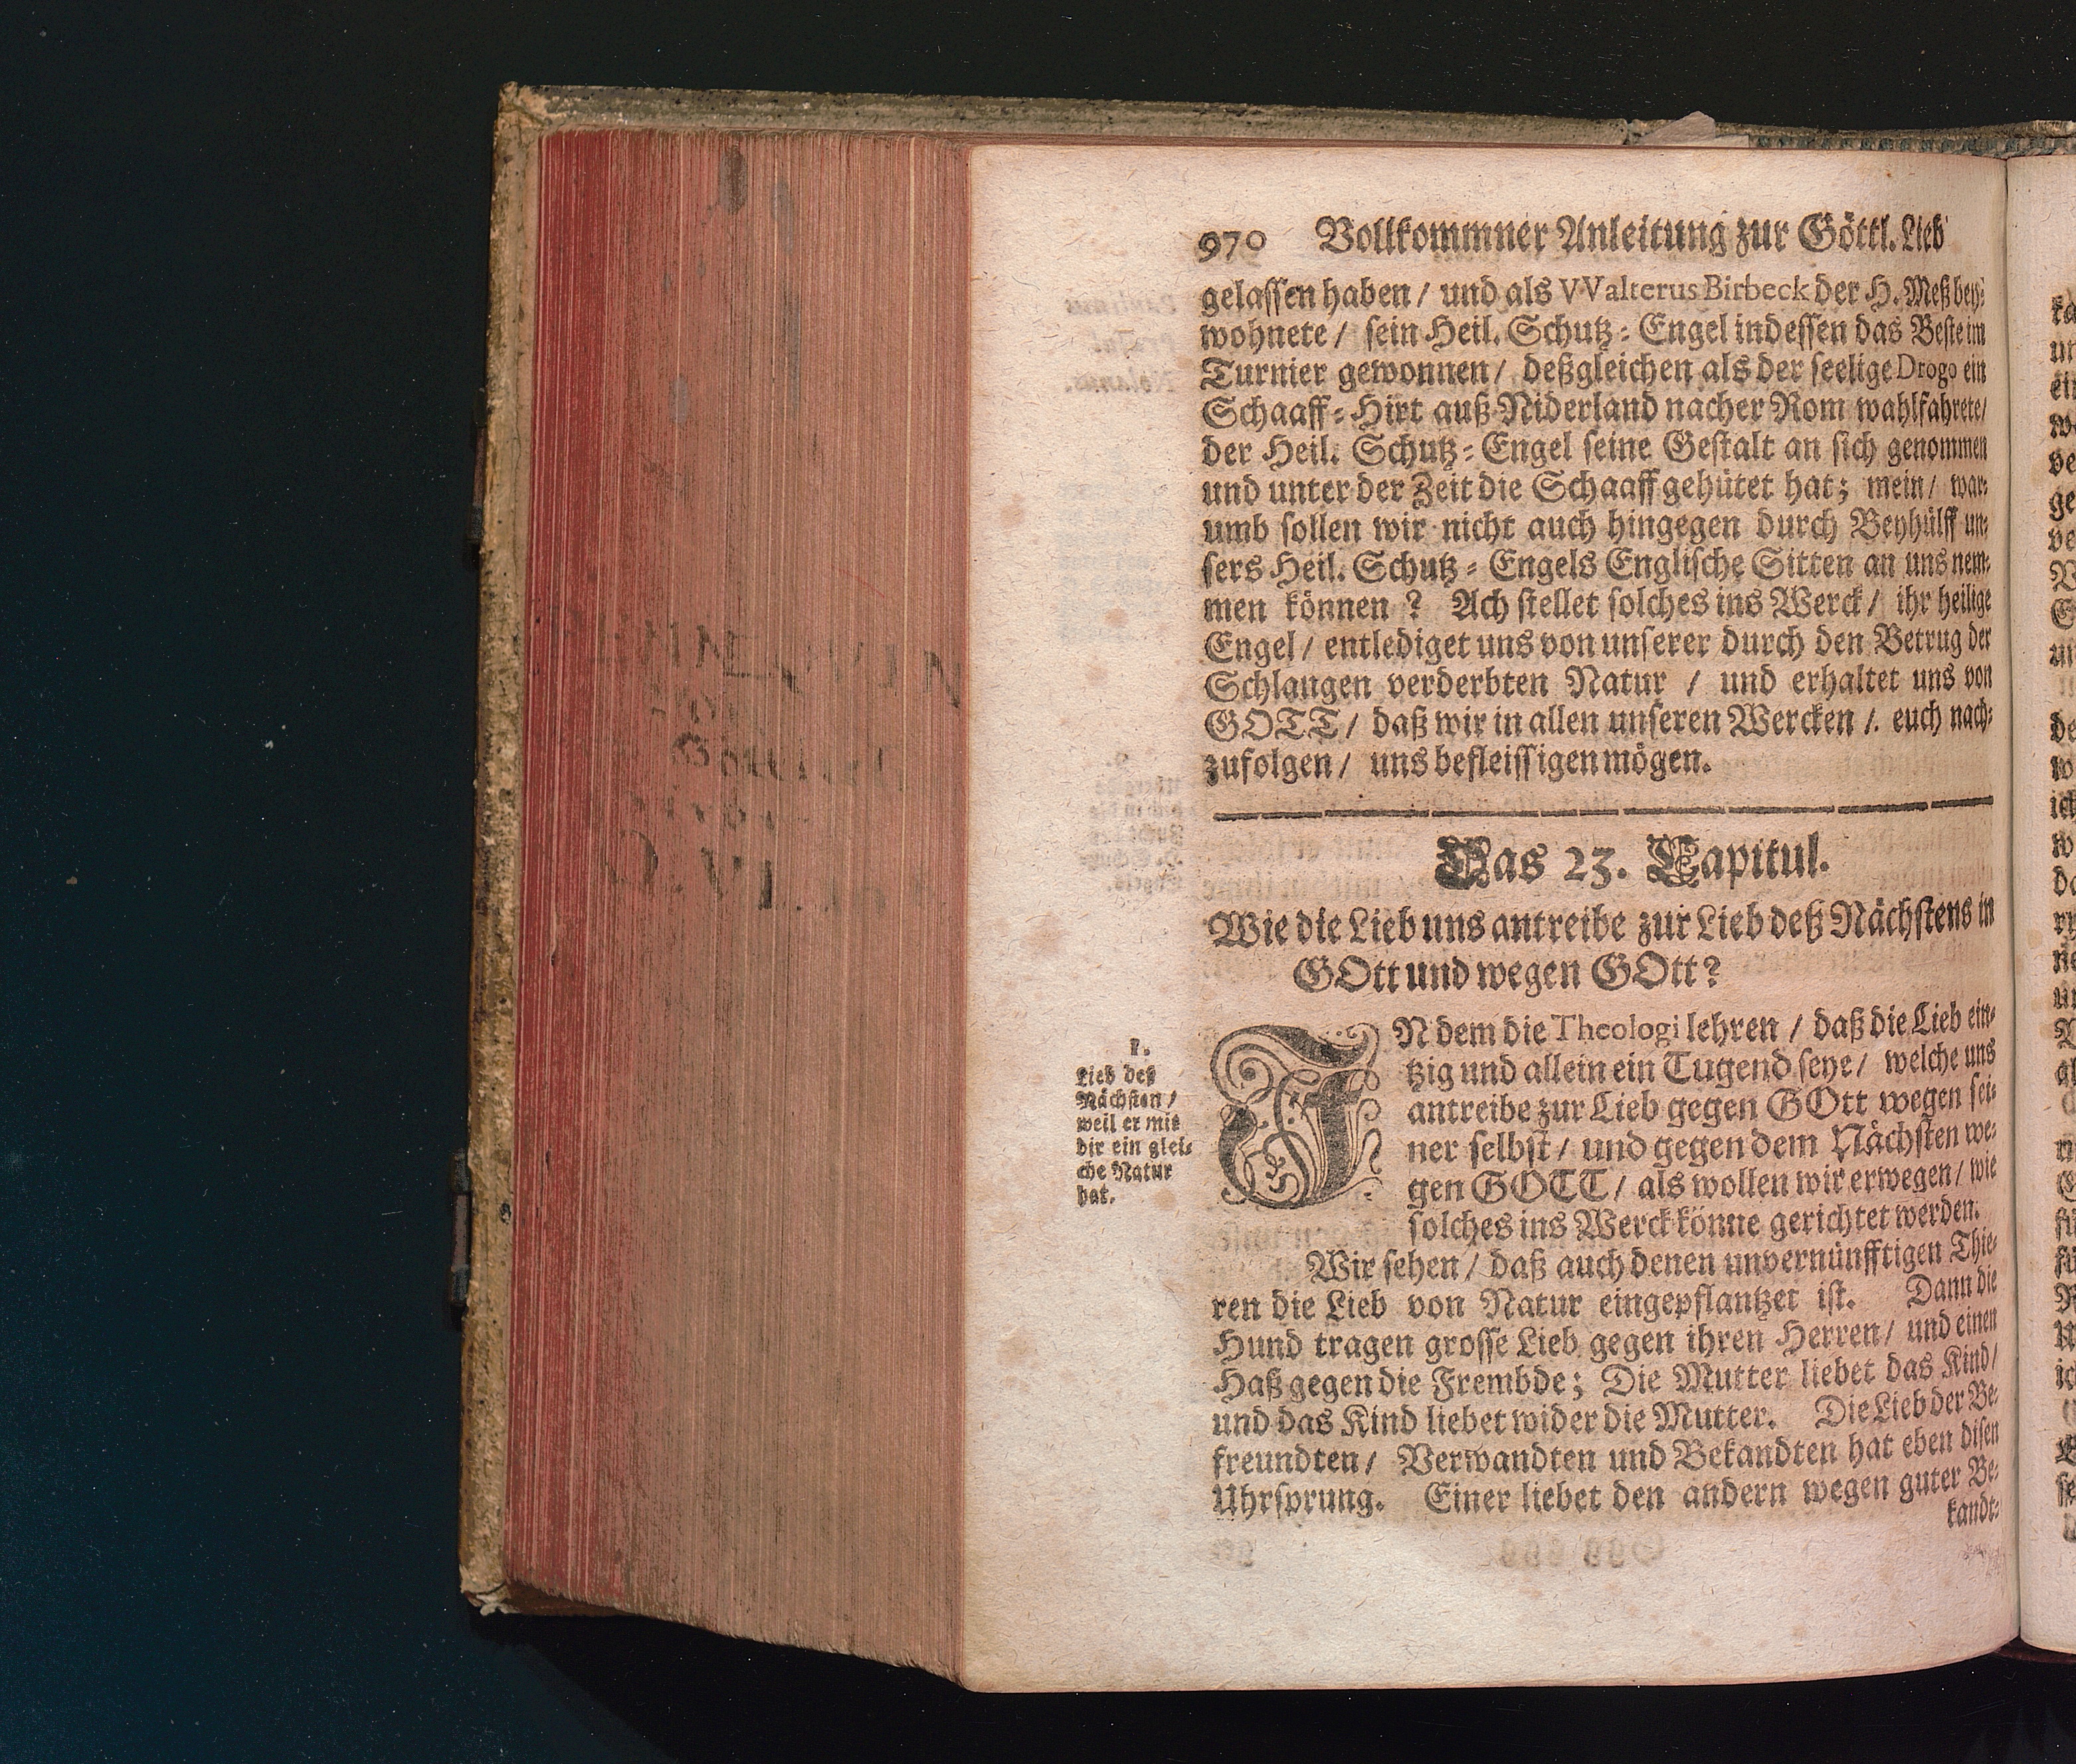 970 Vollkommner Anleitung zur Göttl. Lieb
gelassen haben / und als VValterus Birbeck der H. Meß bey-
wohnete / sein Heil. Schutz-Engel indessen das Beste im
Turnier gewonnen / deßgleichen als der seelige Drogo ein
Schaaff-Hirt auß Niderland nacher Rom wahlfahrete /
der Heil. Schutz-Engel seine Gestalt an sich genommen
und unter der Zeit die Schaaff gehütet hat; mein / war-
umb sollen wir nicht auch hingegen durch Beyhülff un-
sers Heil. Schutz-Engels Englische Sitten an uns nem-
men können ? Ach stellet solches ins Werck / ihr heilige
Engel / entlediget uns von unserer durch den Betrug der
Schlangen verderbten Natur / und erhaltet uns von
GOTT / daß wir in allen unseren Wercken /. euch nach-
zufolgen / uns befleissigen mögen.
Das 23. Capitul.
Wie die Lieb uns antreibe zur Lieb deß Nächstens in
GOtt und wegen GOtt?
1.
Lieb deß
Nächsten /
weil er mit
dir ein glei-
che Natur
hat.
IN dem die Theologi lehren / daß die Lieb ein-
tzig und allein ein Tugend seye / welche uns
antreibe zur Lieb gegen GOtt wegen sei-
ner selbst / und gegen dem Nächsten we-
gen GOTT / als wollen wir erwegen / wie
solches ins Werck könne gerichtet werden.
Wir sehen / daß auch denen unvernünfftigen Thie-
ren die Lieb von Natur eingepflantzet ist. Dann die
Hund tragen grosse Lieb gegen ihren Herren / und einen
Haß gegen die Frembde; Die Mutter liebet das Kind /
und das Kind liebet wider die Mutter. Die Lieb der Be-
freundten / Verwandten und Bekandten hat eben disen
Uhrsprung. Einer liebet den andern wegen guter Be-
kandt-